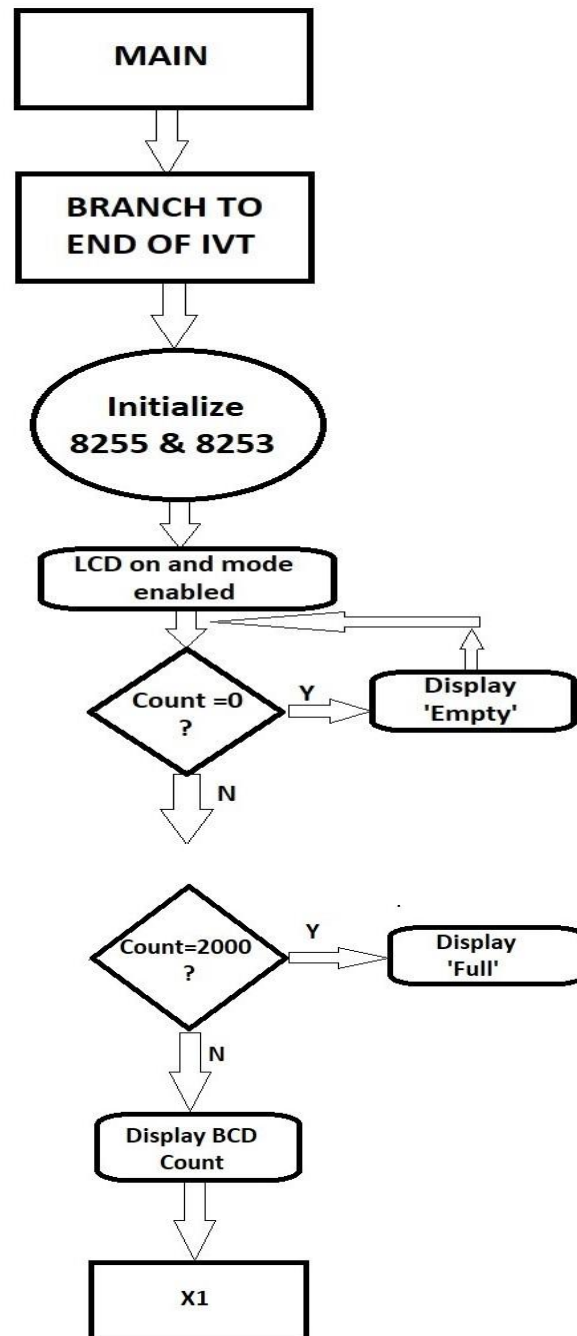 MAIN
BRANCH TO
END OF IVT
Initialize
8255 & 8253
LCD on and mode
enabled
Count =0
?
Y
Display
'Empty'
N
Count=2000
?
Y
Display
'Full'
N
Display BCD
Count
X1